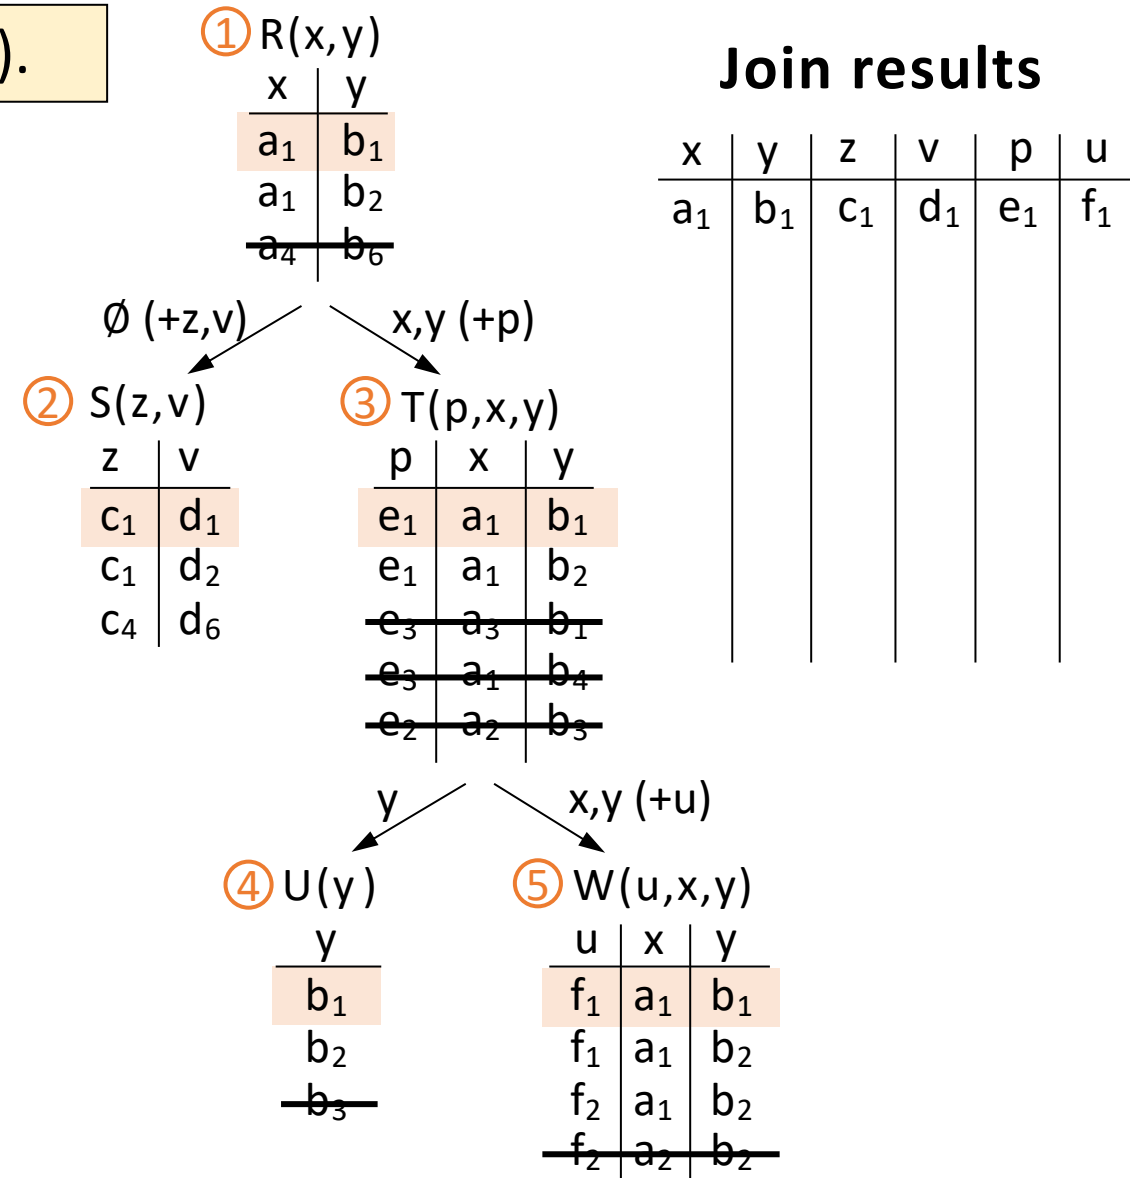 ).
① R(x,y)
x y
a₁ b₁
a₁ b₂
a₄ b₆
Join results
x y z v p u
a₁ b₁ c₁ d₁ e₁ f₁
Ø (+z,v)
x,y (+p)
② S(z,v)
z v
c₁ d₁
c₁ d₂
c₄ d₆
③ T(p,x,y)
p x y
e₁ a₁ b₁
e₁ a₁ b₂
e₃ a₃ b₁
e₃ a₁ b₄
e₂ a₂ b₃
y
x,y (+u)
④ U(y)
y
b₁
b₂
b₃
⑤ W(u,x,y)
u x y
f₁ a₁ b₁
f₁ a₁ b₂
f₂ a₁ b₂
f₂ a₂ b₂